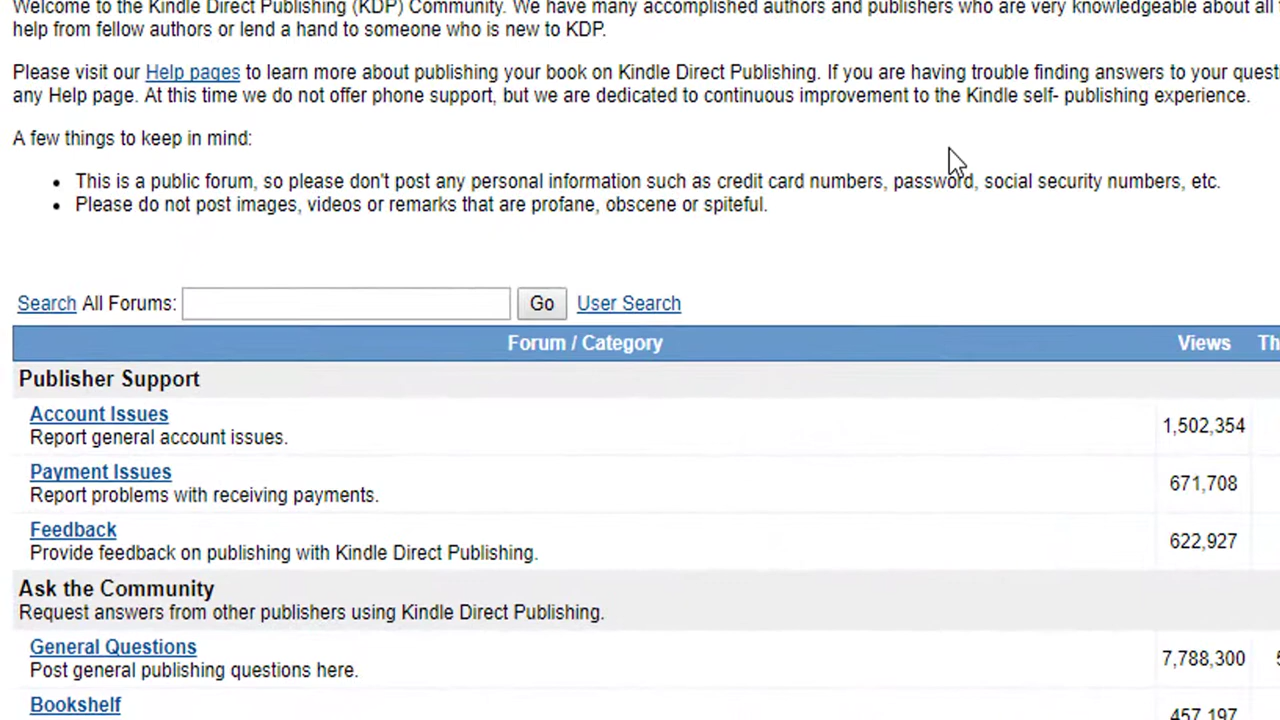 Welcome to the Kindle Direct Publishing (KDP) Community. We have many accomplished authors and publishers who are very knowledgeable about all
help from fellow authors or lend a hand to someone who is new to KDP.
Please visit our Help pages to learn more about publishing your book on Kindle Direct Publishing. If you are having trouble finding answers to your quest
any Help page. At this time we do not offer phone support, but we are dedicated to continuous improvement to the Kindle self- publishing experience.
A few things to keep in mind:
• This is a public forum, so please don't post any personal information such as credit card numbers, password, social security numbers, etc.
• Please do not post images, videos or remarks that are profane, obscene or spiteful.
Search All Forums: Go User Search
Forum / Category Views Th
Publisher Support
Account Issues
Report general account issues. 1,502,354
Payment Issues
Report problems with receiving payments. 671,708
Feedback
Provide feedback on publishing with Kindle Direct Publishing. 622,927
Ask the Community
Request answers from other publishers using Kindle Direct Publishing.
General Questions
Post general publishing questions here. 7,788,300
Bookshelf 457,197